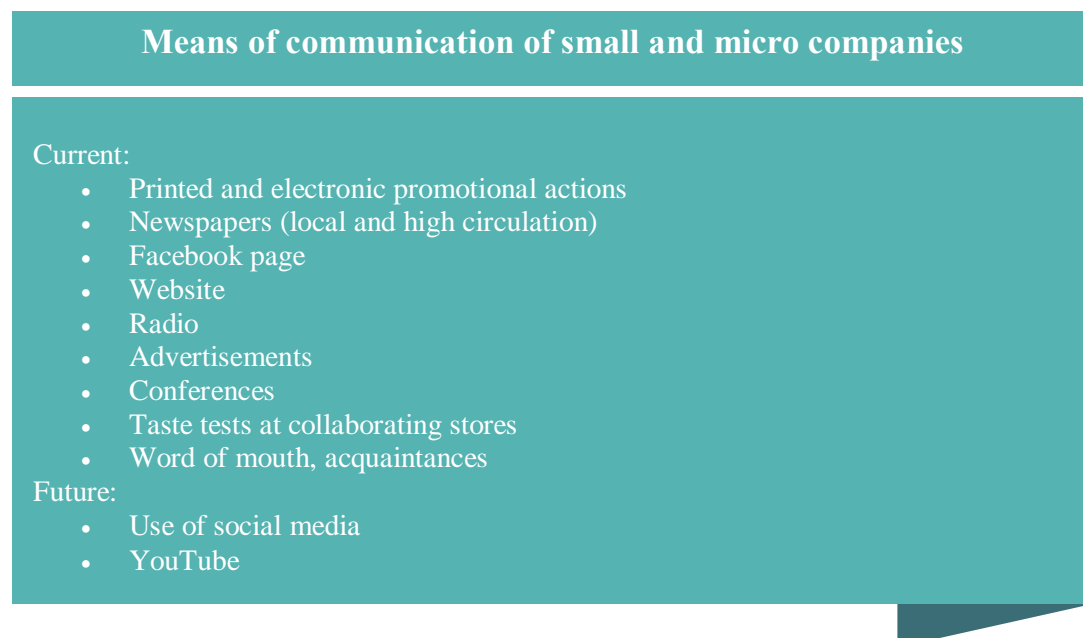 Means of communication of small and micro companies
Current:
• Printed and electronic promotional actions
• Newspapers (local and high circulation)
• Facebook page
• Website
• Radio
• Advertisements
• Conferences
• Taste tests at collaborating stores
• Word of mouth, acquaintances
Future:
• Use of social media
• YouTube